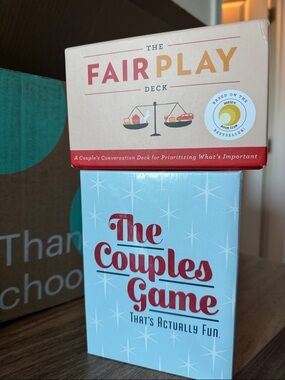 THE
FAIR PLAY
DECK
BASED ON THE
BESTSELLER!
A Couple's Conversation Deck for Prioritizing What's Important
The
Couples
Game
THAT'S ACTUALLY FUN.
Than
choo